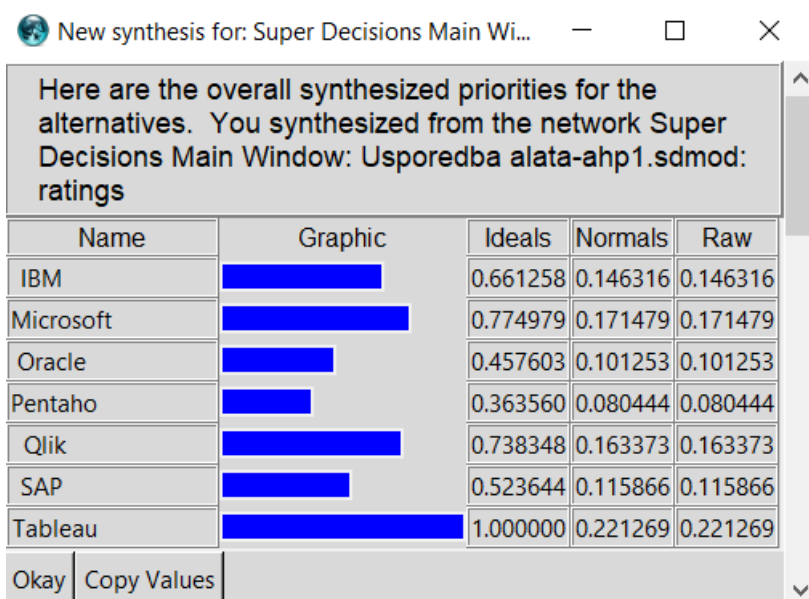 New synthesis for: Super Decisions Main Wi...
Here are the overall synthesized priorities for the
alternatives. You synthesized from the network Super
Decisions Main Window: Usporedba alata-ahp1.sdmod:
ratings
Name Graphic Ideals Normals Raw
IBM 0.661258 0.146316 0.146316
Microsoft 0.774979 0.171479 0.171479
Oracle 0.457603 0.101253 0.101253
Pentaho 0.363560 0.080444 0.080444
Qlik 0.738348 0.163373 0.163373
SAP 0.523644 0.115866 0.115866
Tableau 1.000000 0.221269 0.221269
Okay Copy Values